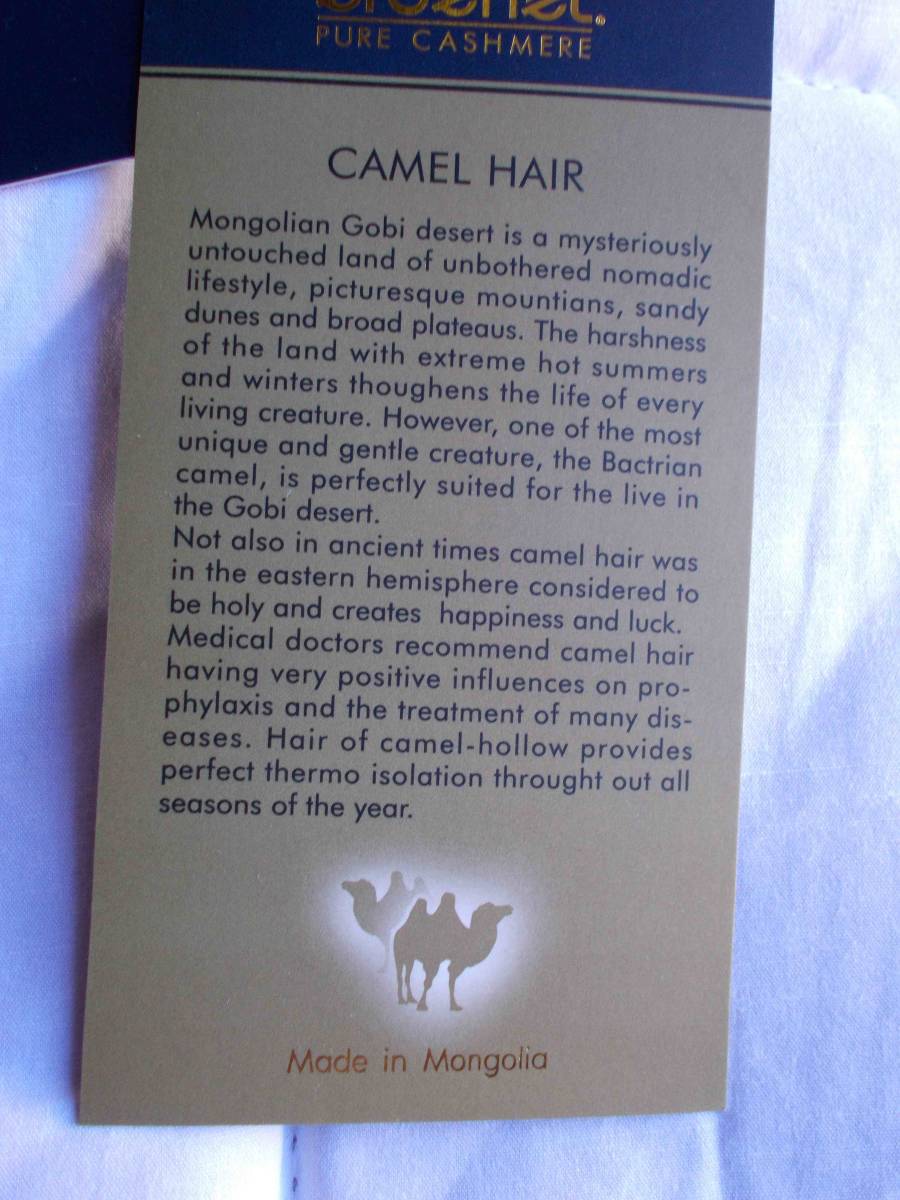 PURE CASHMERE
CAMEL HAIR
Mongolian Gobi desert is a mysteriously
untouched land of unbothered nomadic
lifestyle, picturesque mountians, sandy
dunes and broad plateaus. The harshness
of the land with extreme hot summers
and winters thoughens the life of every
living creature. However, one of the most
unique and gentle creature, the Bactrian
camel, is perfectly suited for the live in
the Gobi desert.
Not also in ancient times camel hair was
in the eastern hemisphere considered to
be holy and creates happiness and luck.
Medical doctors recommend camel hair
having very positive influences on pro-
phylaxis and the treatment of many dis-
eases. Hair of camel-hollow provides
perfect thermo isolation throught out all
seasons of the year.
Made in Mongolia